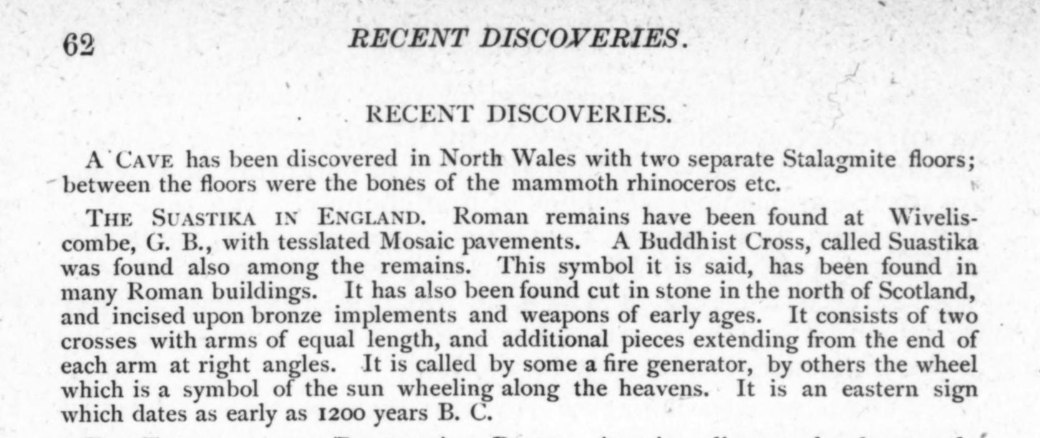 62 RECENT DISCOVERIES.
RECENT DISCOVERIES.
A CAVE has been discovered in North Wales with two separate Stalagmite floors;
between the floors were the bones of the mammoth rhinoceros etc.
THE SUASTIKA IN ENGLAND. Roman remains have been found at Wivelis-
combe, G. B., with tesslated Mosaic pavements. A Buddhist Cross, called Suastika
was found also among the remains. This symbol it is said, has been found in
many Roman buildings. It has also been found cut in stone in the north of Scotland,
and incised upon bronze implements and weapons of early ages. It consists of two
crosses with arms of equal length, and additional pieces extending from the end of
each arm at right angles. It is called by some a fire generator, by others the wheel
which is a symbol of the sun wheeling along the heavens. It is an eastern sign
which dates as early as 1200 years B. C.